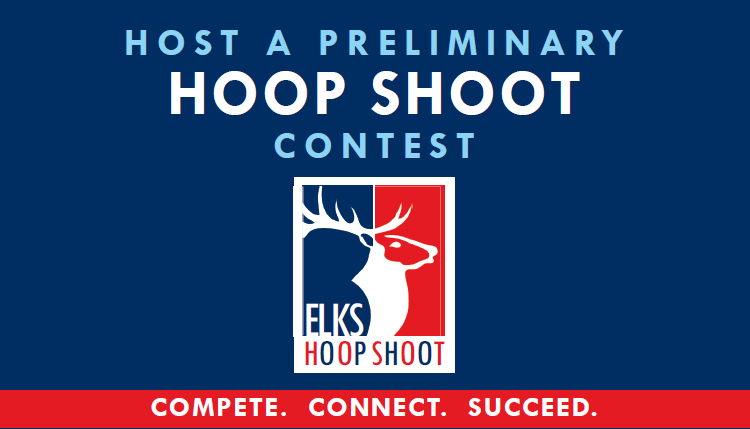 HOST A PRELIMINARY
HOOP SHOOT
CONTEST
ELKS
HOOP SHOOT
COMPETE. CONNECT. SUCCEED.